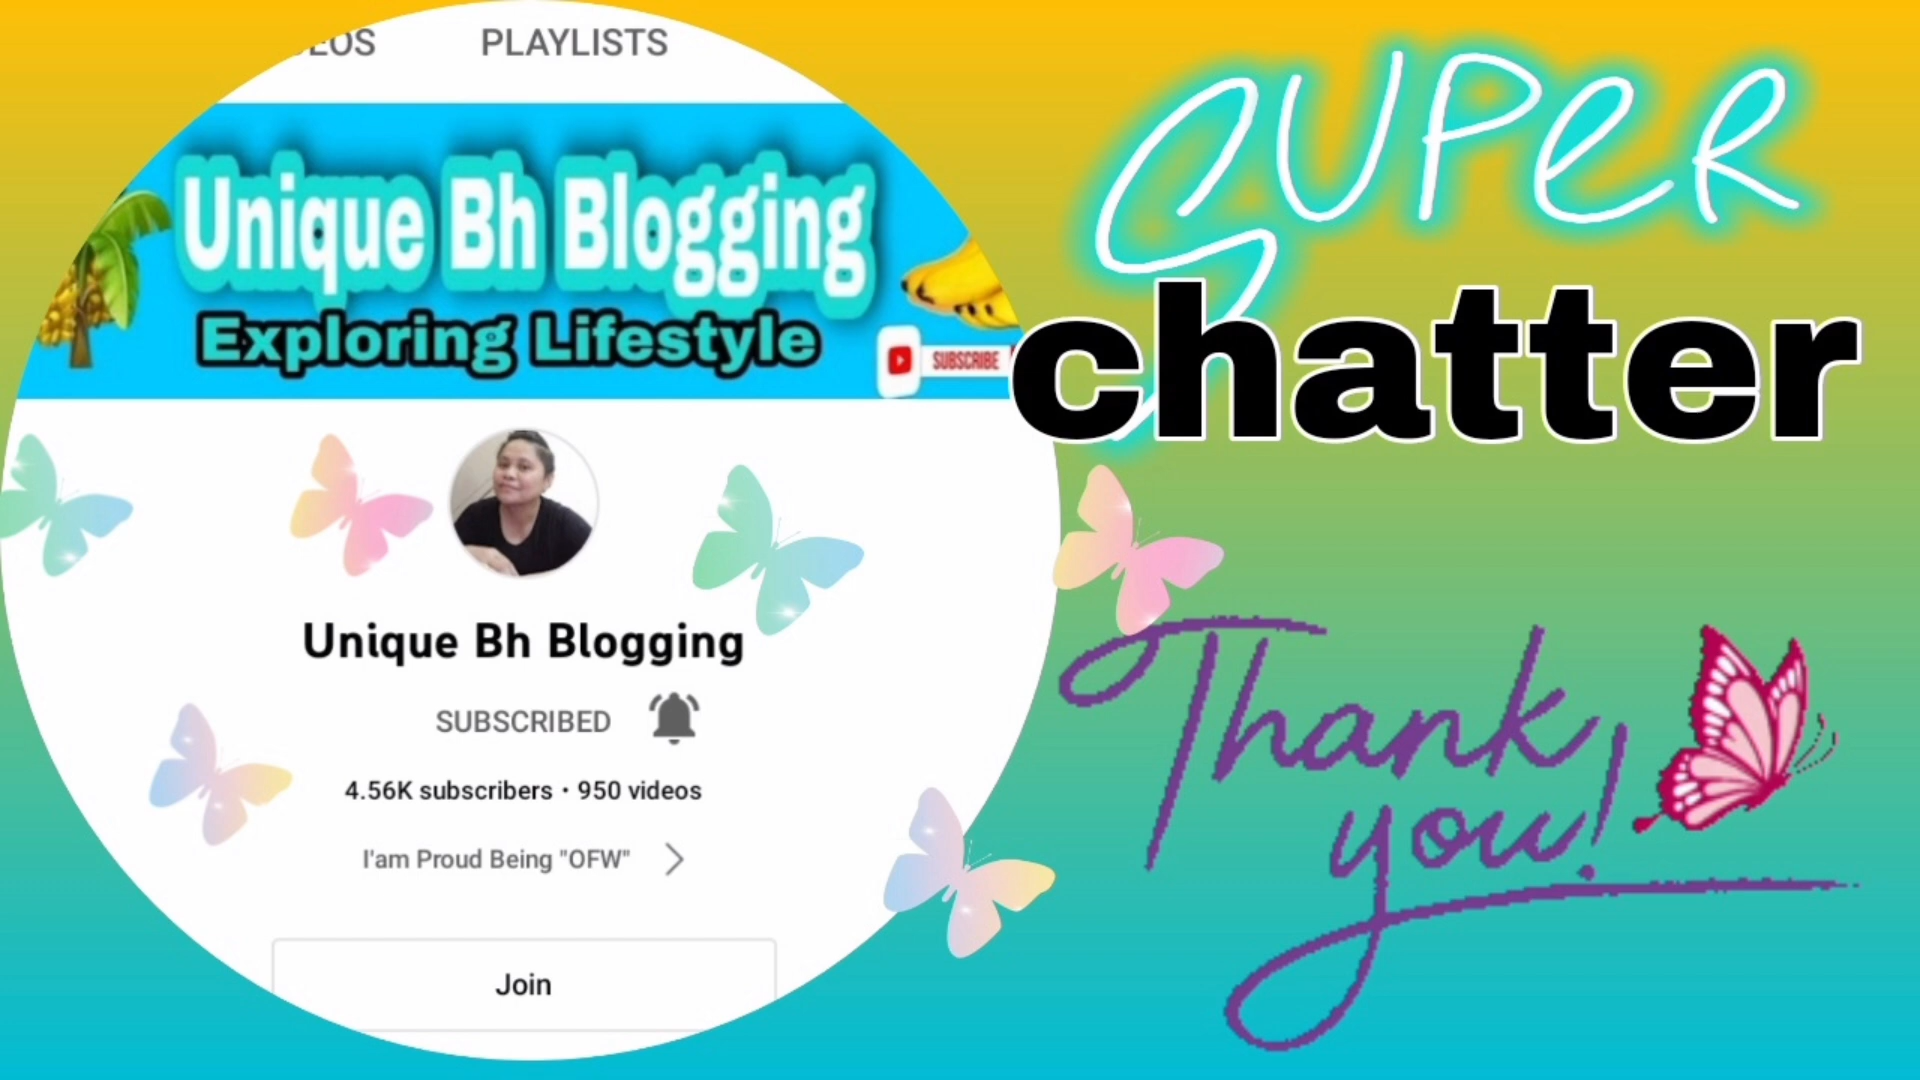 EOS
PLAYLISTS
Unique Bh Blogging
Exploring Lifestyle
SUBSCRIBE
Unique Bh Blogging
SUBSCRIBED
4.56K subscribers · 950 videos
I'am Proud Being "OFW"
Join
SUPeR
chatter
Thank
you!